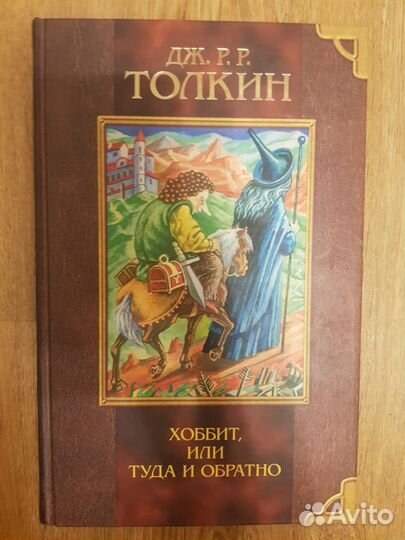 ДЖ. Р. Р.
ТОЛКИН
ХОББИТ,
ИЛИ
ТУДА И ОБРАТНО
Avito